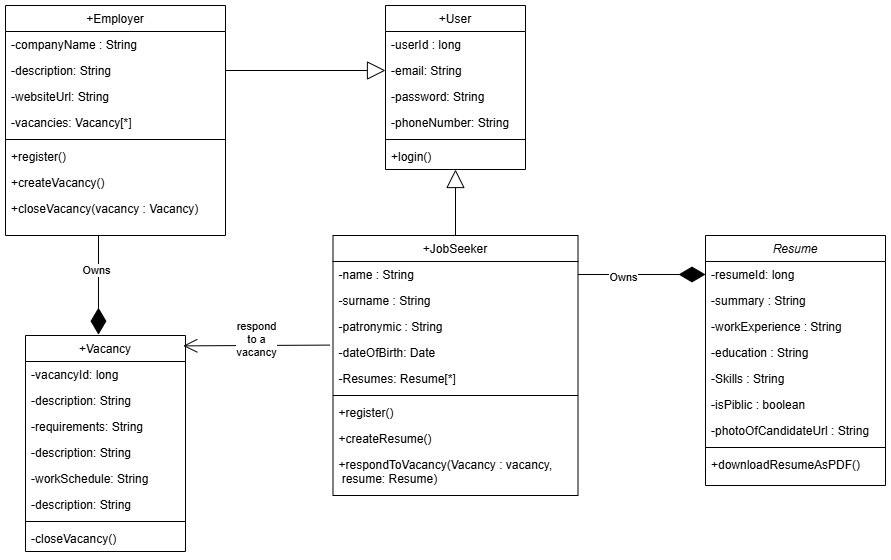 +Employer
-companyName : String
-description: String
-websiteUrl: String
-vacancies: Vacancy[*]
+register()
+createVacancy()
+closeVacancy(vacancy : Vacancy)
+User
-userId : long
-email: String
-password: String
-phoneNumber: String
+login()
Owns
+Vacancy
-vacancyId: long
-description: String
-requirements: String
-description: String
-workSchedule: String
-description: String
-closeVacancy()
respond
to a
vacancy
+JobSeeker
-name : String
-surname : String
-patronymic : String
-dateOfBirth: Date
-Resumes: Resume[*]
+register()
+createResume()
+respondToVacancy(Vacancy : vacancy,
resume: Resume)
Owns
Resume
-resumeId: long
-summary : String
-workExperience : String
-education : String
-Skills : String
-isPiblic : boolean
-photoOfCandidateUrl : String
+downloadResumeAsPDF()